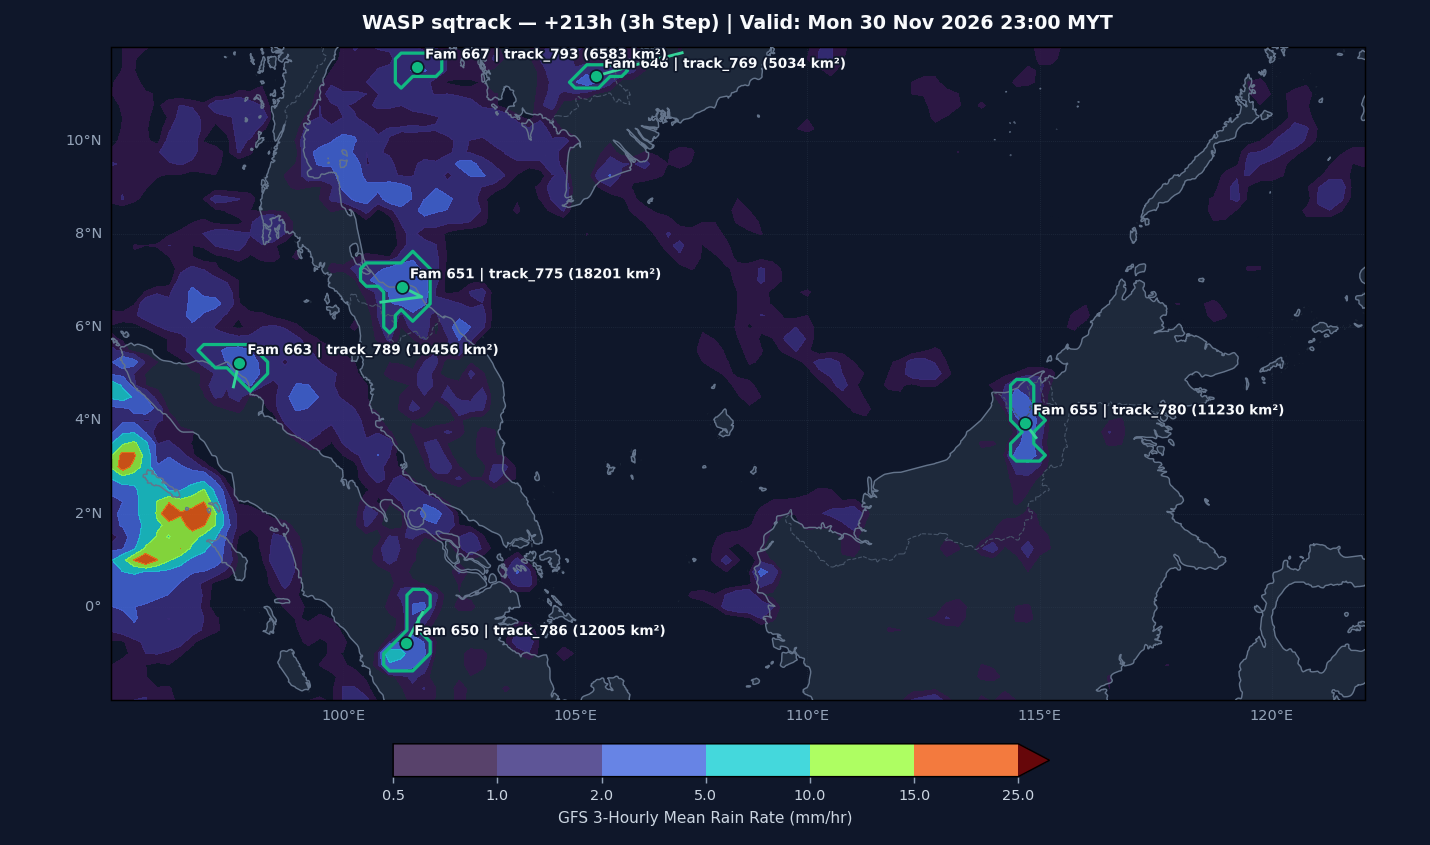 WASP sqtrack — +213h (3h Step) | Valid: Mon 30 Nov 2026 23:00 MYT
Fam 667 | track_793 (6583 km²)
Fam 646 | track_769 (5034 km²)
10°N
8°N
Fam 651 | track_775 (18201 km²)
6°N
Fam 663 | track_789 (10456 km²)
4°N
Fam 655 | track_780 (11230 km²)
2°N
0°
Fam 650 | track_786 (12005 km²)
100°E 105°E 110°E 115°E 120°E
0.5 1.0 2.0 5.0 10.0 15.0 25.0
GFS 3-Hourly Mean Rain Rate (mm/hr)